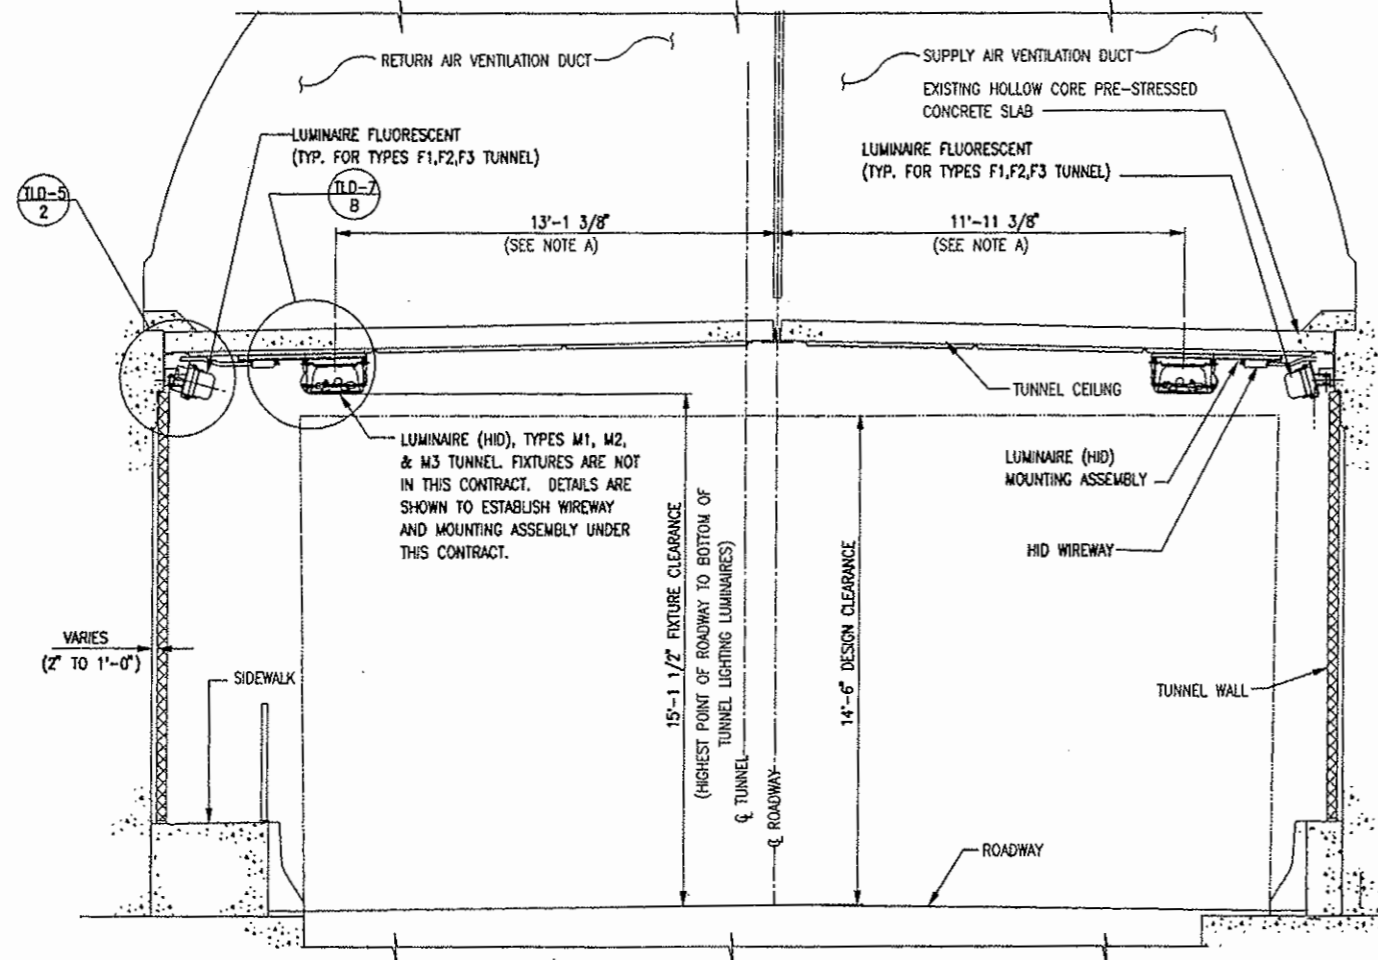 RETURN AIR VENTILATION DUCT
SUPPLY AIR VENTILATION DUCT
EXISTING HOLLOW CORE PRE-STRESSED
CONCRETE SLAB
LUMINAIRE FLUORESCENT
(TYP. FOR TYPES F1,F2,F3 TUNNEL)
LUMINAIRE FLUORESCENT
(TYP. FOR TYPES F1,F2,F3 TUNNEL)
TLD-5
2
TLD-7
8
13'-1 3/8"
(SEE NOTE A)
11'-11 3/8"
(SEE NOTE A)
TUNNEL CEILING
LUMINAIRE (HID), TYPES M1, M2,
& M3 TUNNEL. FIXTURES ARE NOT
IN THIS CONTRACT. DETAILS ARE
SHOWN TO ESTABLISH WIREWAY
AND MOUNTING ASSEMBLY UNDER
THIS CONTRACT.
LUMINAIRE (HID)
MOUNTING ASSEMBLY
HID WIREWAY
15'-1 1/2" FIXTURE CLEARANCE
(HIGHEST POINT OF ROADWAY TO BOTTOM OF
TUNNEL LIGHTING LUMINAIRES)
℄ TUNNEL
℄ ROADWAY
14'-6" DESIGN CLEARANCE
VARIES
(2" TO 1'-0")
SIDEWALK
TUNNEL WALL
ROADWAY